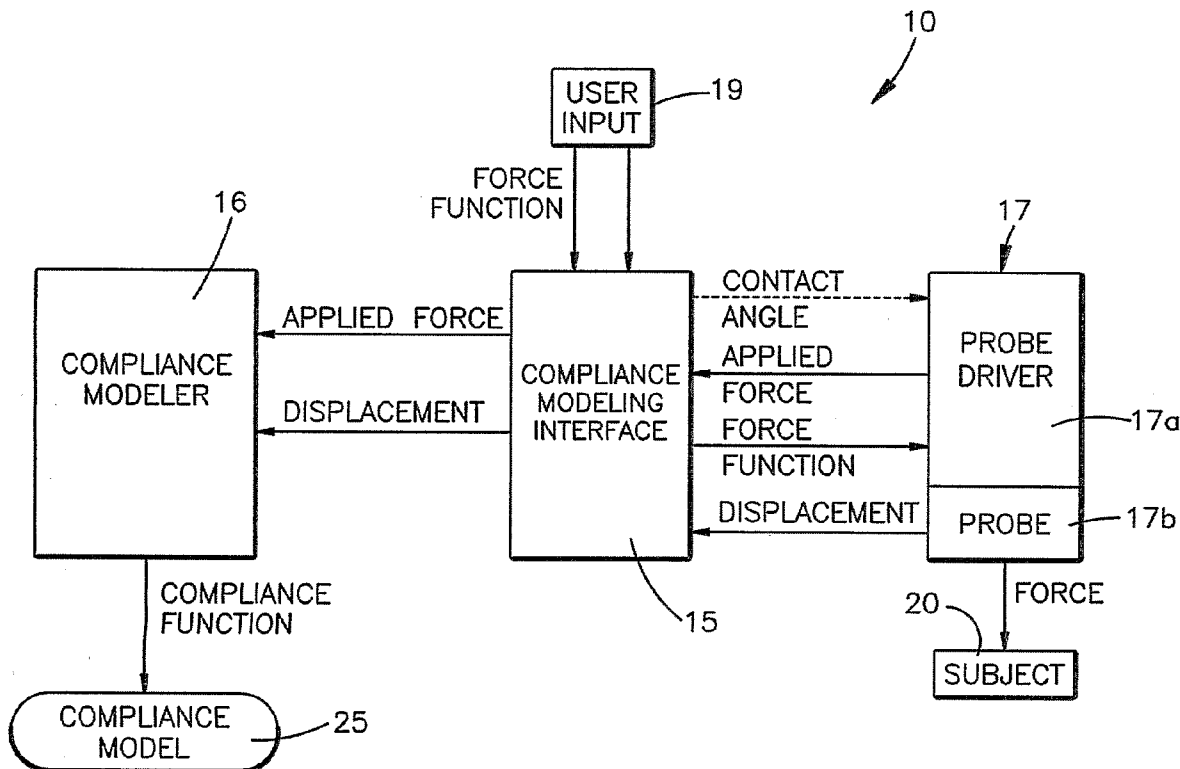 10
USER
INPUT
19
FORCE
FUNCTION
16
17
COMPLIANCE
MODELER
APPLIED FORCE
DISPLACEMENT
COMPLIANCE
MODELING
INTERFACE
15
CONTACT
ANGLE
APPLIED
FORCE
FORCE
FUNCTION
DISPLACEMENT
PROBE
DRIVER
17a
PROBE
17b
COMPLIANCE
FUNCTION
FORCE
20
SUBJECT
COMPLIANCE
MODEL
25